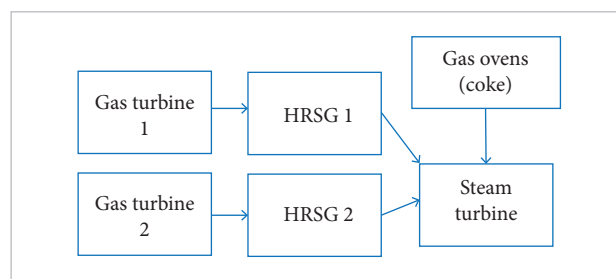 Gas turbine
1
HRSG 1
Gas ovens
(coke)
Gas turbine
2
HRSG 2
Steam
turbine